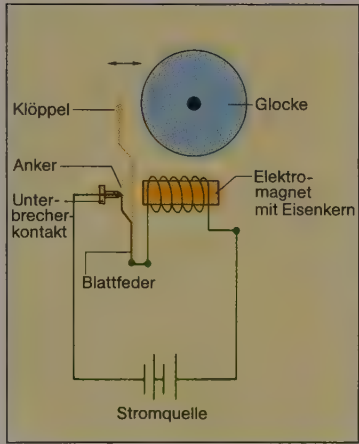 Klöppel
Glocke
Anker
Unter-
brecher-
kontakt
Elektro-
magnet
mit Eisenkern
Blattfeder
Stromquelle